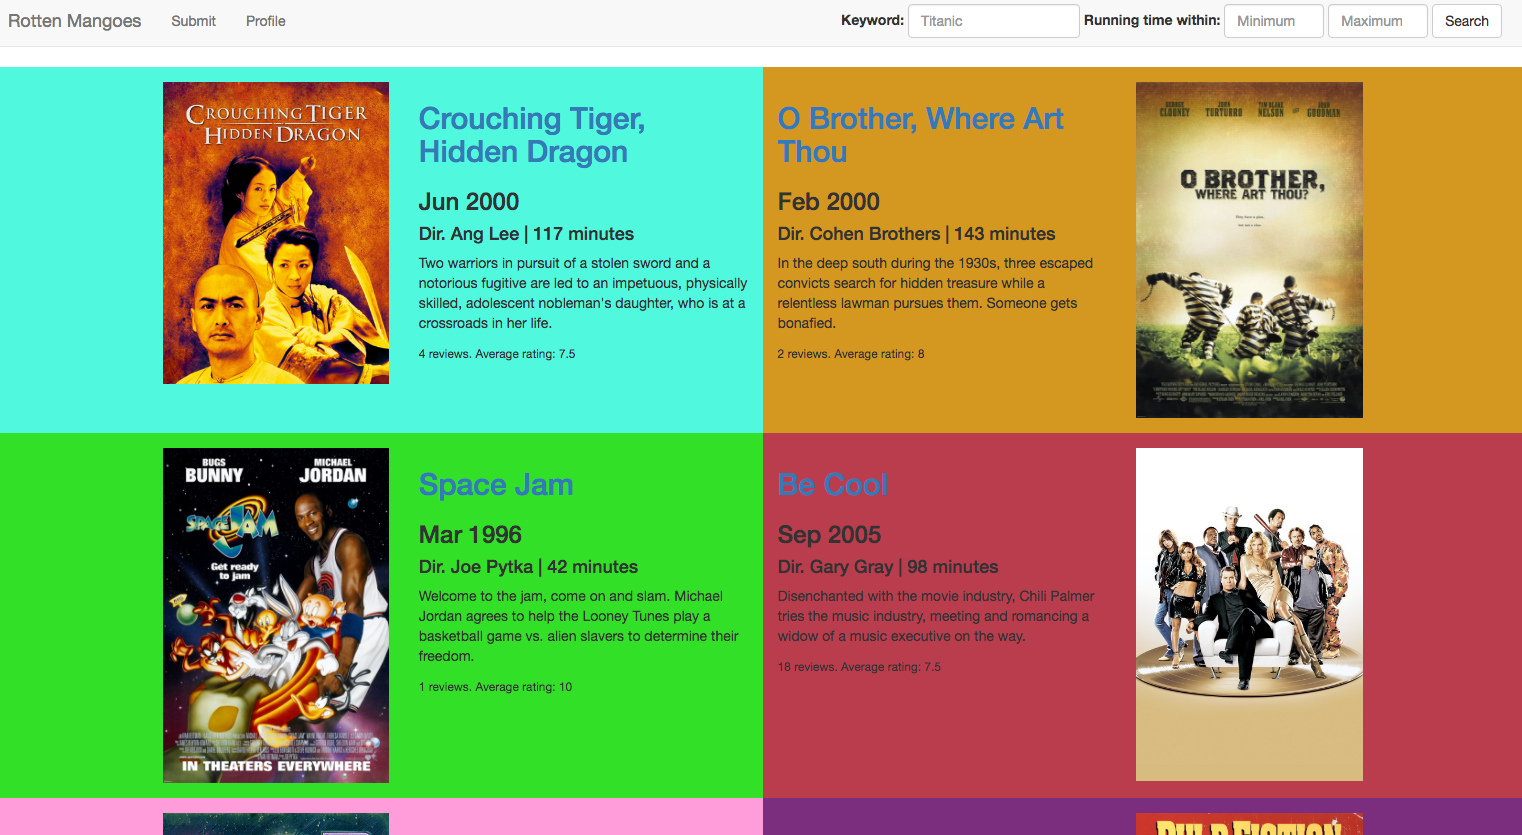 Rotten Mangoes Submit Profile Keyword: Titanic Running time within: Minimum Maximum Search
CROUCHING TIGER
HIDDEN DRAGON
Crouching Tiger,
Hidden Dragon
Jun 2000
Dir. Ang Lee | 117 minutes
Two warriors in pursuit of a stolen sword and a
notorious fugitive are led to an impetuous, physically
skilled, adolescent nobleman's daughter, who is at a
crossroads in her life.
4 reviews. Average rating: 7.5
O Brother, Where Art
Thou
Feb 2000
Dir. Cohen Brothers | 143 minutes
In the deep south during the 1930s, three escaped
convicts search for hidden treasure while a
relentless lawman pursues them. Someone gets
bonafied.
2 reviews. Average rating: 8
GEORGE CLOONEY JOHN TURTURRO TIM BLAKE NELSON AND JOHN GOODMAN
O BROTHER,
WHERE ART THOU?
They have a plan,
but not a clue.
BUGS BUNNY MICHAEL JORDAN
SPACE JAM
Get ready
to jam
IN THEATERS EVERYWHERE
Space Jam
Mar 1996
Dir. Joe Pytka | 42 minutes
Welcome to the jam, come on and slam. Michael
Jordan agrees to help the Looney Tunes play a
basketball game vs. alien slavers to determine their
freedom.
1 reviews. Average rating: 10
Be Cool
Sep 2005
Dir. Gary Gray | 98 minutes
Disenchanted with the movie industry, Chili Palmer
tries the music industry, meeting and romancing a
widow of a music executive on the way.
18 reviews. Average rating: 7.5
PULP FICTION